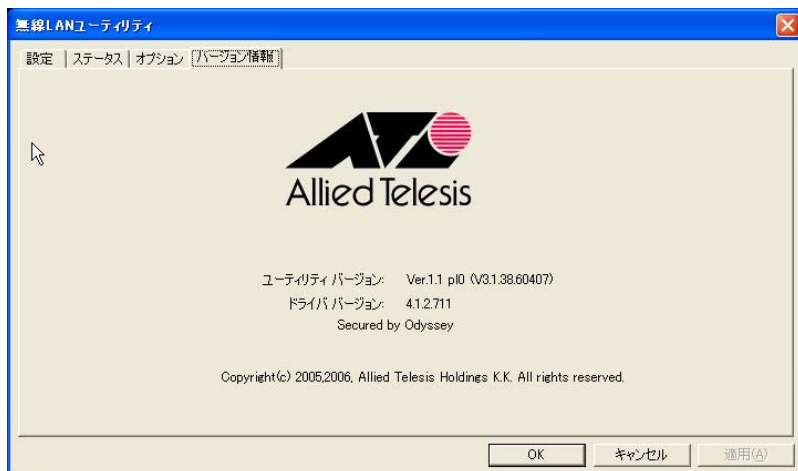 無線LANユーティリティ
設定
ステータス
オプション
バージョン情報
Allied Telesis
ユーティリティ バージョン: Ver.1.1 pl0 (V3.1.38.60407)
ドライバ バージョン: 4.1.2.711
Secured by Odyssey
Copyright(c) 2005,2006, Allied Telesis Holdings K.K. All rights reserved.
OK
キャンセル
適用(A)